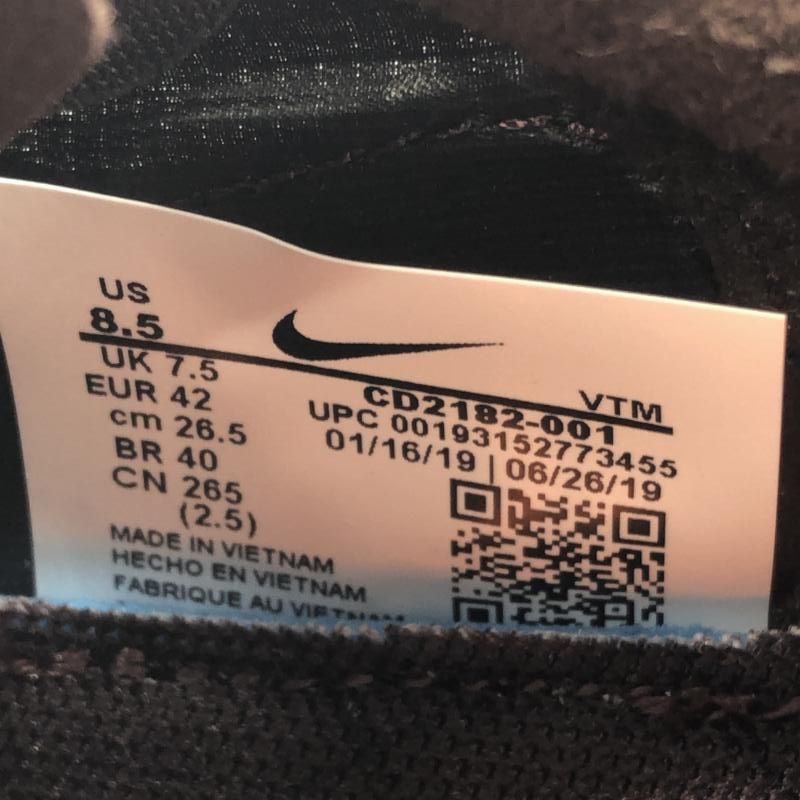 US
8.5
UK 7.5
EUR 42
cm 26.5
BR 40
CN 265
(2.5)
MADE IN VIETNAM
HECHO EN VIETNAM
FABRIQUE AU VIETNAM
VTM
CD2182-001
UPC 00193152773455
01/16/19 | 06/26/19